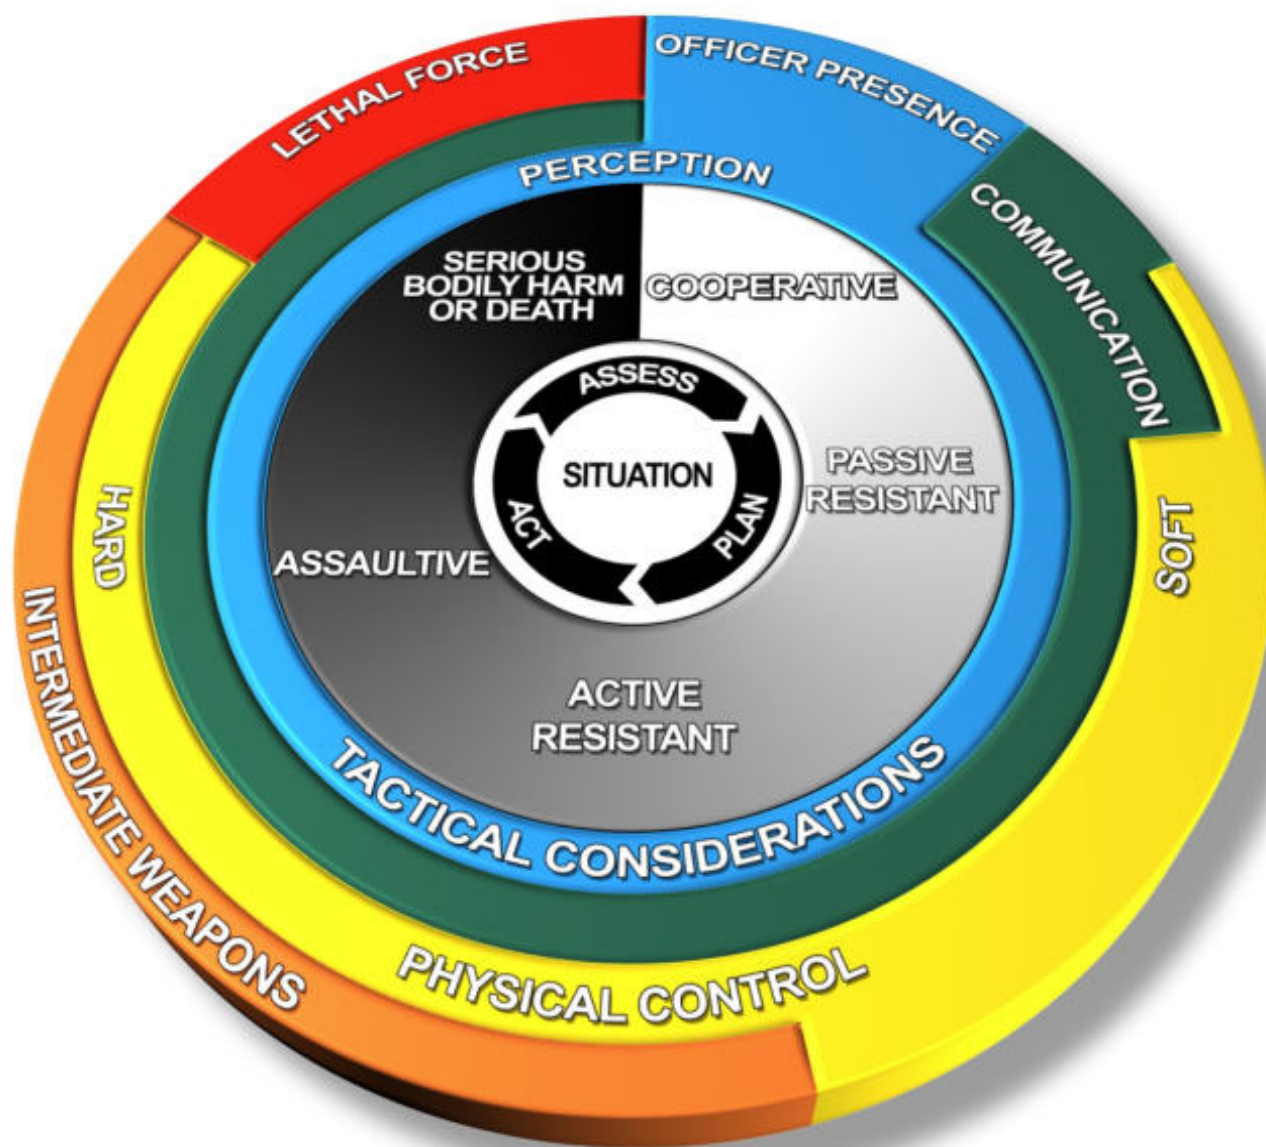 LETHAL FORCE
OFFICER PRESENCE
COMMUNICATION
PERCEPTION
SERIOUS
BODILY HARM
OR DEATH
COOPERATIVE
ASSESS
SITUATION
PLAN
ACT
PASSIVE
RESISTANT
SOFT
HARD
ASSAULTIVE
ACTIVE
RESISTANT
TACTICAL CONSIDERATIONS
INTERMEDIATE WEAPONS
PHYSICAL CONTROL